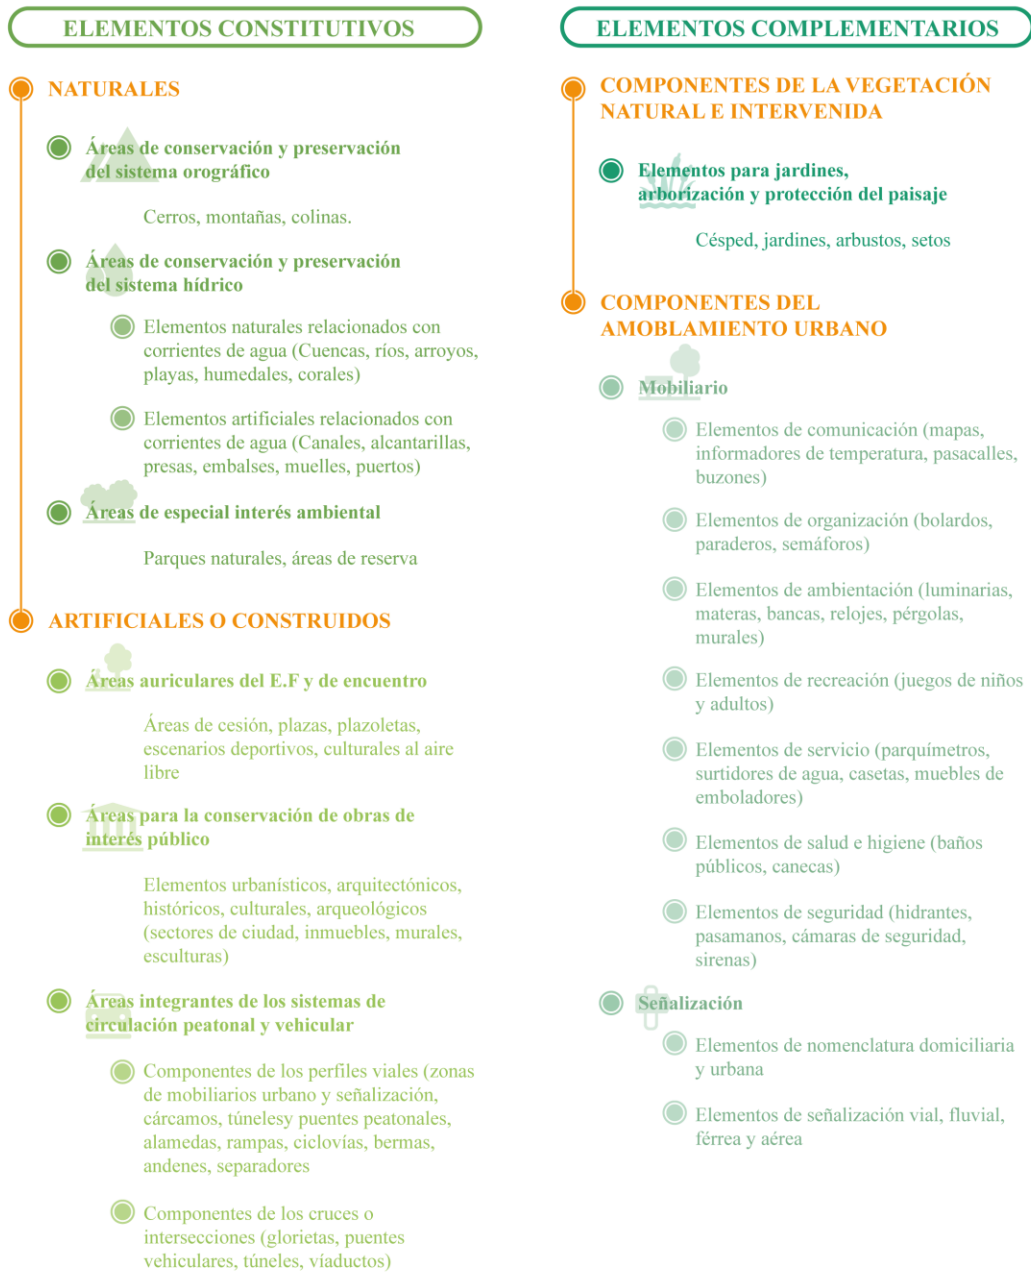 ELEMENTOS CONSTITUTIVOS
NATURALES
Áreas de conservación y preservación
del sistema orográfico
Cerros, montañas, colinas.
Áreas de conservación y preservación
del sistema hídrico
Elementos naturales relacionados con
corrientes de agua (Cuencas, ríos, arroyos,
playas, humedales, corales)
Elementos artificiales relacionados con
corrientes de agua (Canales, alcantarillas,
presas, embalses, muelles, puertos)
Áreas de especial interés ambiental
Parques naturales, áreas de reserva
ARTIFICIALES O CONSTRUIDOS
Áreas auriculares del E.F y de encuentro
Áreas de cesión, plazas, plazoletas,
escenarios deportivos, culturales al aire
libre
Áreas para la conservación de obras de
interés público
Elementos urbanísticos, arquitectónicos,
históricos, culturales, arqueológicos
(sectores de ciudad, inmuebles, murales,
esculturas)
Áreas integrantes de los sistemas de
circulación peatonal y vehicular
Componentes de los perfiles viales (zonas
de mobiliarios urbano y señalización,
cárcamos, túnelesy puentes peatonales,
alamedas, rampas, ciclovías, bermas,
andenes, separadores
Componentes de los cruces o
intersecciones (glorietas, puentes
vehiculares, túneles, víaductos)
ELEMENTOS COMPLEMENTARIOS
COMPONENTES DE LA VEGETACIÓN
NATURAL E INTERVENIDA
Elementos para jardines,
arborización y protección del paisaje
Césped, jardines, arbustos, setos
COMPONENTES DEL
AMOBLAMIENTO URBANO
Mobiliario
Elementos de comunicación (mapas,
informadores de temperatura, pasacalles,
buzones)
Elementos de organización (bolardos,
paraderos, semáforos)
Elementos de ambientación (luminarias,
materas, bancas, relojes, pérgolas,
murales)
Elementos de recreación (juegos de niños
y adultos)
Elementos de servicio (parquímetros,
surtidores de agua, casetas, muebles de
emboladores)
Elementos de salud e higiene (baños
públicos, canecas)
Elementos de seguridad (hidrantes,
pasamanos, cámaras de seguridad,
sirenas)
Señalización
Elementos de nomenclatura domiciliaria
y urbana
Elementos de señalización vial, fluvial,
férrea y aérea